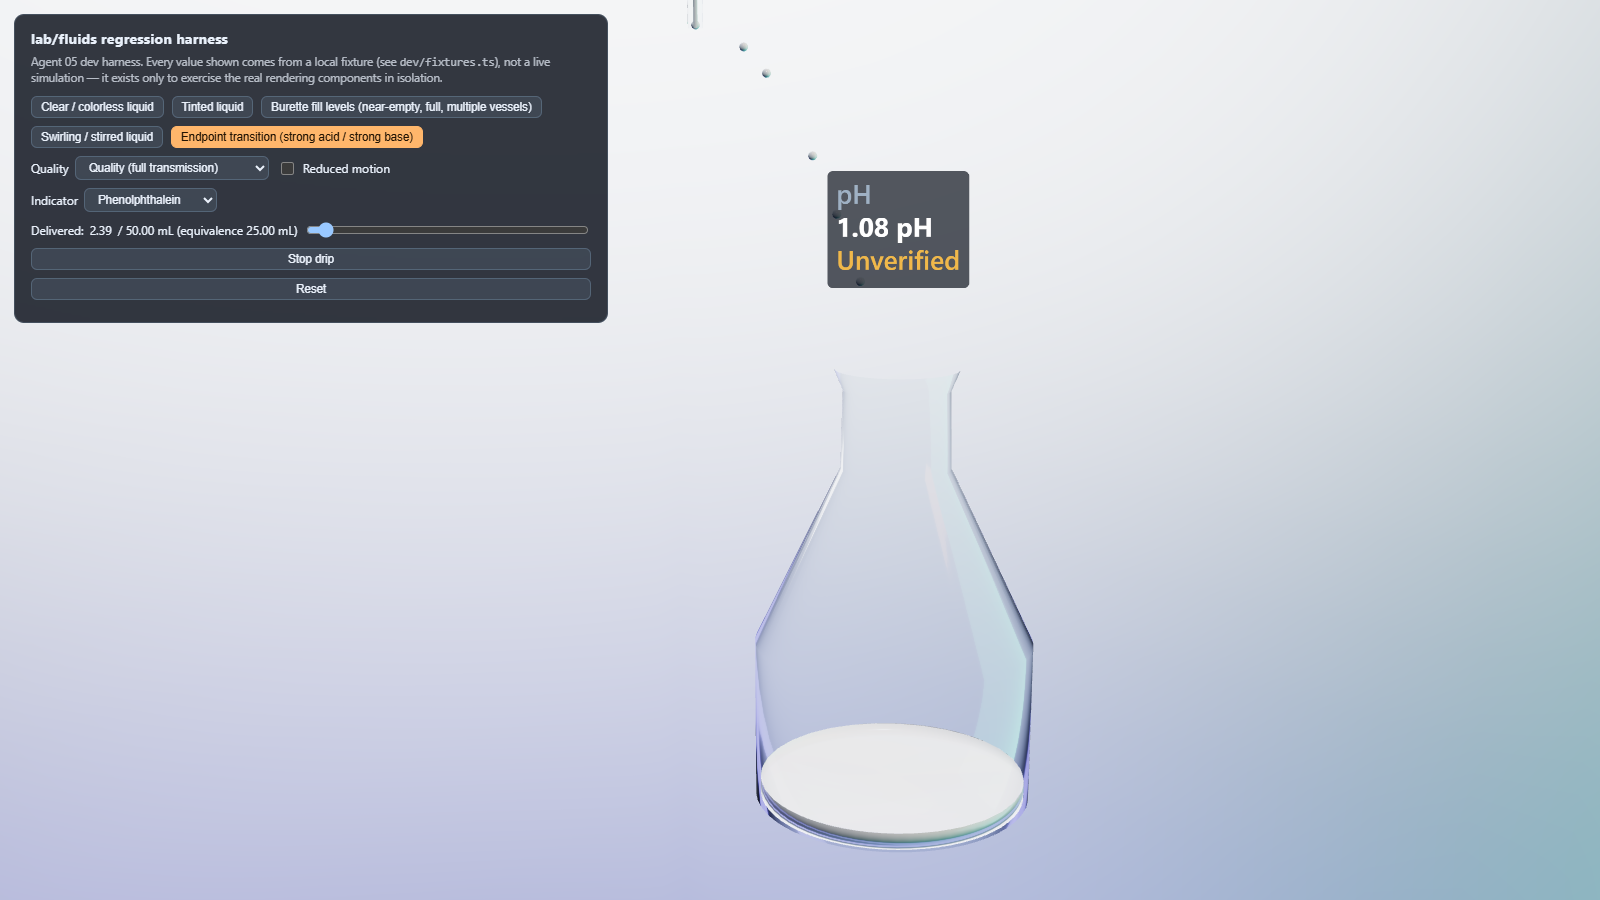 lab/fluids regression harness
Agent 05 dev harness. Every value shown comes from a local fixture (see dev/fixtures.ts), not a live
simulation — it exists only to exercise the real rendering components in isolation.
Clear / colorless liquid
Tinted liquid
Burette fill levels (near-empty, full, multiple vessels)
Swirling / stirred liquid
Endpoint transition (strong acid / strong base)
Quality
Quality (full transmission)
Reduced motion
Indicator
Phenolphthalein
Delivered: 2.39 / 50.00 mL (equivalence 25.00 mL)
Stop drip
Reset
pH
1.08 pH
Unverified